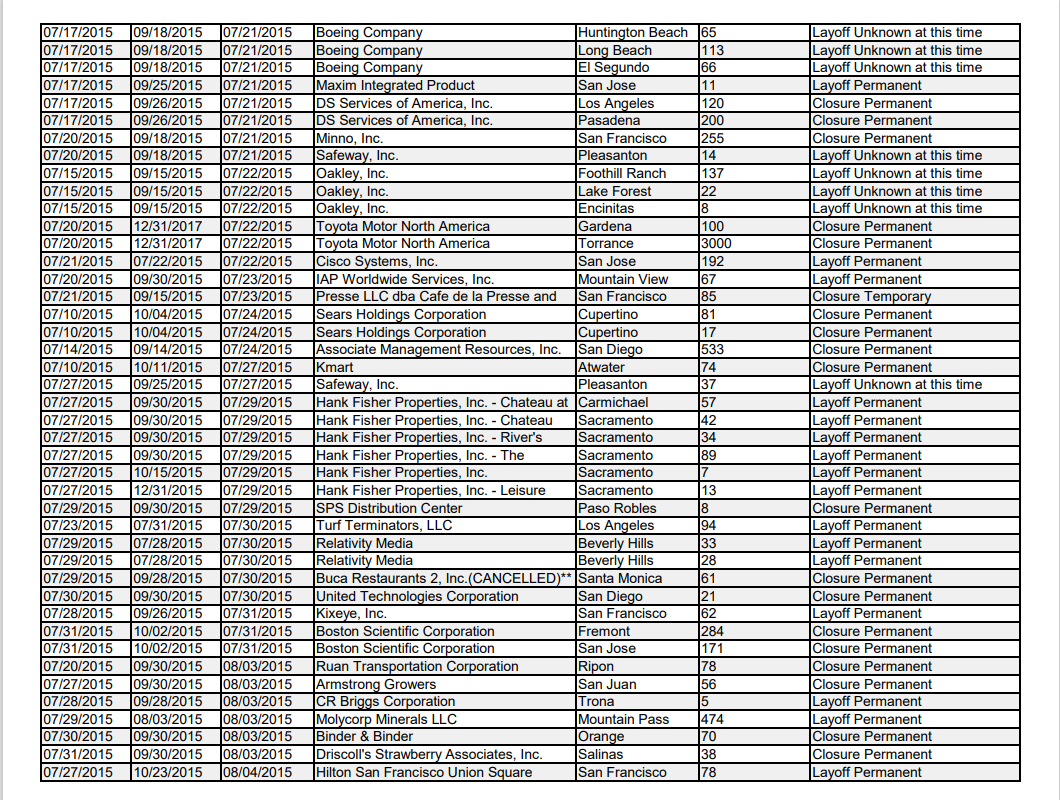 07/17/2015 09/18/2015 07/21/2015 Boeing Company Huntington Beach 65 Layoff Unknown at this time
07/17/2015 09/18/2015 07/21/2015 Boeing Company Long Beach 113 Layoff Unknown at this time
07/17/2015 09/18/2015 07/21/2015 Boeing Company El Segundo 66 Layoff Unknown at this time
07/17/2015 09/25/2015 07/21/2015 Maxim Integrated Product San Jose 11 Layoff Permanent
07/17/2015 09/26/2015 07/21/2015 DS Services of America, Inc. Los Angeles 120 Closure Permanent
07/17/2015 09/26/2015 07/21/2015 DS Services of America, Inc. Pasadena 200 Closure Permanent
07/20/2015 09/18/2015 07/21/2015 Minno, Inc. San Francisco 255 Closure Permanent
07/20/2015 09/18/2015 07/21/2015 Safeway, Inc. Pleasanton 14 Layoff Unknown at this time
07/15/2015 09/15/2015 07/22/2015 Oakley, Inc. Foothill Ranch 137 Layoff Unknown at this time
07/15/2015 09/15/2015 07/22/2015 Oakley, Inc. Lake Forest 22 Layoff Unknown at this time
07/15/2015 09/15/2015 07/22/2015 Oakley, Inc. Encinitas 8 Layoff Unknown at this time
07/20/2015 12/31/2017 07/22/2015 Toyota Motor North America Gardena 100 Closure Permanent
07/20/2015 12/31/2017 07/22/2015 Toyota Motor North America Torrance 3000 Closure Permanent
07/21/2015 07/22/2015 07/22/2015 Cisco Systems, Inc. San Jose 192 Layoff Permanent
07/20/2015 09/30/2015 07/23/2015 IAP Worldwide Services, Inc. Mountain View 67 Layoff Permanent
07/21/2015 09/15/2015 07/23/2015 Presse LLC dba Cafe de la Presse and San Francisco 85 Closure Temporary
07/10/2015 10/04/2015 07/24/2015 Sears Holdings Corporation Cupertino 81 Closure Permanent
07/10/2015 10/04/2015 07/24/2015 Sears Holdings Corporation Cupertino 17 Closure Permanent
07/14/2015 09/14/2015 07/24/2015 Associate Management Resources, Inc. San Diego 533 Closure Permanent
07/10/2015 10/11/2015 07/27/2015 Kmart Atwater 74 Closure Permanent
07/27/2015 09/25/2015 07/27/2015 Safeway, Inc. Pleasanton 37 Layoff Unknown at this time
07/27/2015 09/30/2015 07/29/2015 Hank Fisher Properties, Inc. - Chateau at Carmichael 57 Layoff Permanent
07/27/2015 09/30/2015 07/29/2015 Hank Fisher Properties, Inc. - Chateau Sacramento 42 Layoff Permanent
07/27/2015 09/30/2015 07/29/2015 Hank Fisher Properties, Inc. - River's Sacramento 34 Layoff Permanent
07/27/2015 09/30/2015 07/29/2015 Hank Fisher Properties, Inc. - The Sacramento 89 Layoff Permanent
07/27/2015 10/15/2015 07/29/2015 Hank Fisher Properties, Inc. Sacramento 7 Layoff Permanent
07/27/2015 12/31/2015 07/29/2015 Hank Fisher Properties, Inc. - Leisure Sacramento 13 Layoff Permanent
07/29/2015 09/30/2015 07/29/2015 SPS Distribution Center Paso Robles 8 Closure Permanent
07/23/2015 07/31/2015 07/30/2015 Turf Terminators, LLC Los Angeles 94 Layoff Permanent
07/29/2015 07/28/2015 07/30/2015 Relativity Media Beverly Hills 33 Layoff Permanent
07/29/2015 07/28/2015 07/30/2015 Relativity Media Beverly Hills 28 Layoff Permanent
07/29/2015 09/28/2015 07/30/2015 Buca Restaurants 2, Inc.(CANCELLED)** Santa Monica 61 Closure Permanent
07/30/2015 09/30/2015 07/30/2015 United Technologies Corporation San Diego 21 Closure Permanent
07/28/2015 09/26/2015 07/31/2015 Kixeye, Inc. San Francisco 62 Layoff Permanent
07/31/2015 10/02/2015 07/31/2015 Boston Scientific Corporation Fremont 284 Closure Permanent
07/31/2015 10/02/2015 07/31/2015 Boston Scientific Corporation San Jose 171 Closure Permanent
07/20/2015 09/30/2015 08/03/2015 Ruan Transportation Corporation Ripon 78 Closure Permanent
07/27/2015 09/30/2015 08/03/2015 Armstrong Growers San Juan 56 Closure Permanent
07/28/2015 09/28/2015 08/03/2015 CR Briggs Corporation Trona 5 Layoff Permanent
07/29/2015 08/03/2015 08/03/2015 Molycorp Minerals LLC Mountain Pass 474 Layoff Permanent
07/30/2015 09/30/2015 08/03/2015 Binder & Binder Orange 70 Closure Permanent
07/31/2015 09/30/2015 08/03/2015 Driscoll's Strawberry Associates, Inc. Salinas 38 Closure Permanent
07/27/2015 10/23/2015 08/04/2015 Hilton San Francisco Union Square San Francisco 78 Layoff Permanent